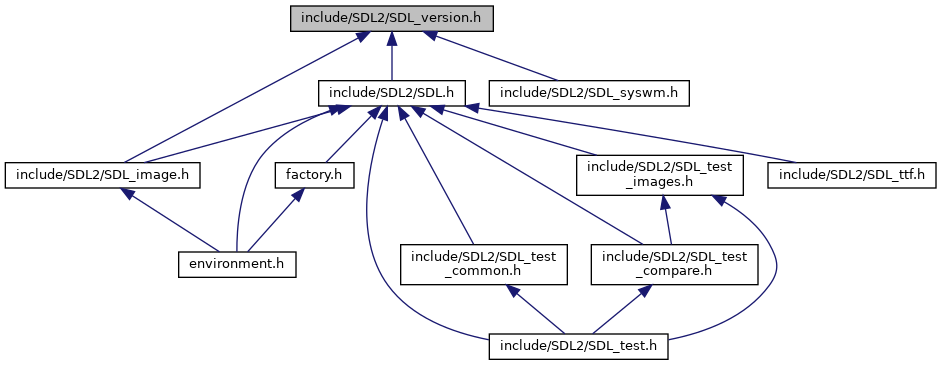 include/SDL2/SDL_version.h
include/SDL2/SDL.h
include/SDL2/SDL_syswm.h
include/SDL2/SDL_image.h
factory.h
include/SDL2/SDL_test
_images.h
include/SDL2/SDL_ttf.h
environment.h
include/SDL2/SDL_test
_common.h
include/SDL2/SDL_test
_compare.h
include/SDL2/SDL_test.h